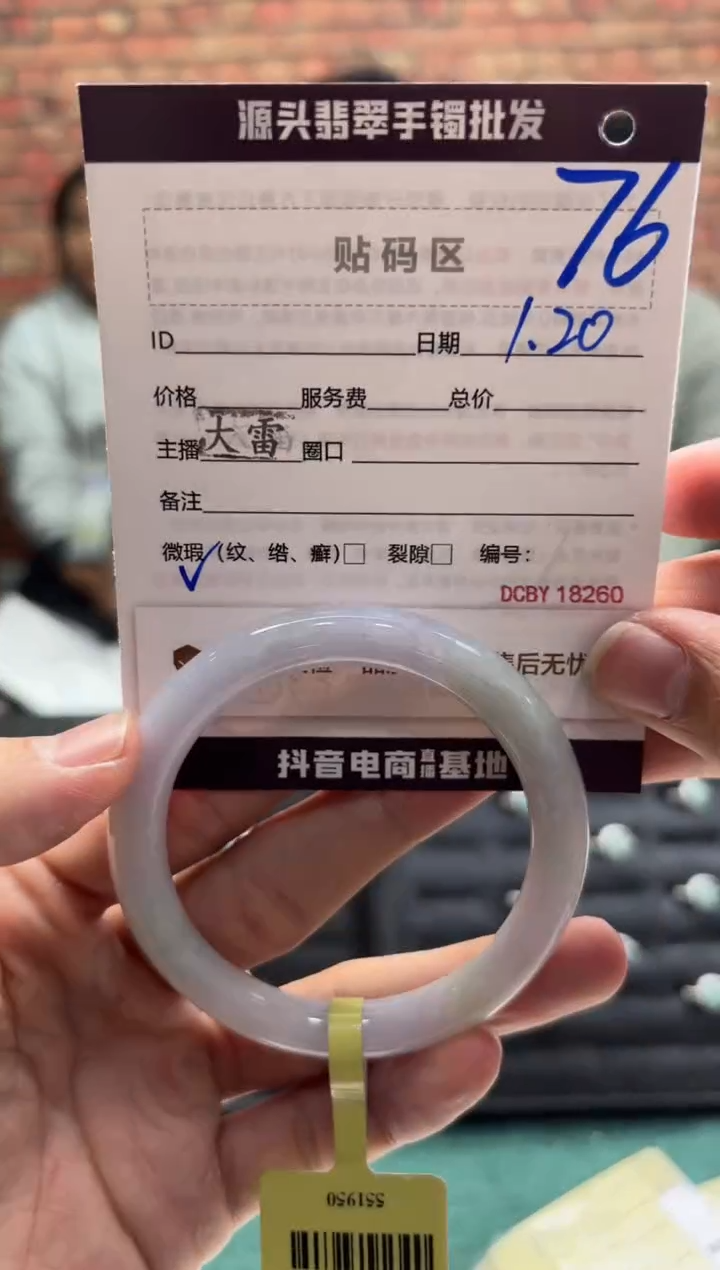 源头翡翠手镯批发
76
贴码区
ID 日期 1.20
价格 服务费 总价
主播 大雷 圈口
备注
微瑕(纹、绺、癣)□ 裂隙□ 编号:
✓
DCBY 18260
售后无忧
抖音电商直播基地
551950